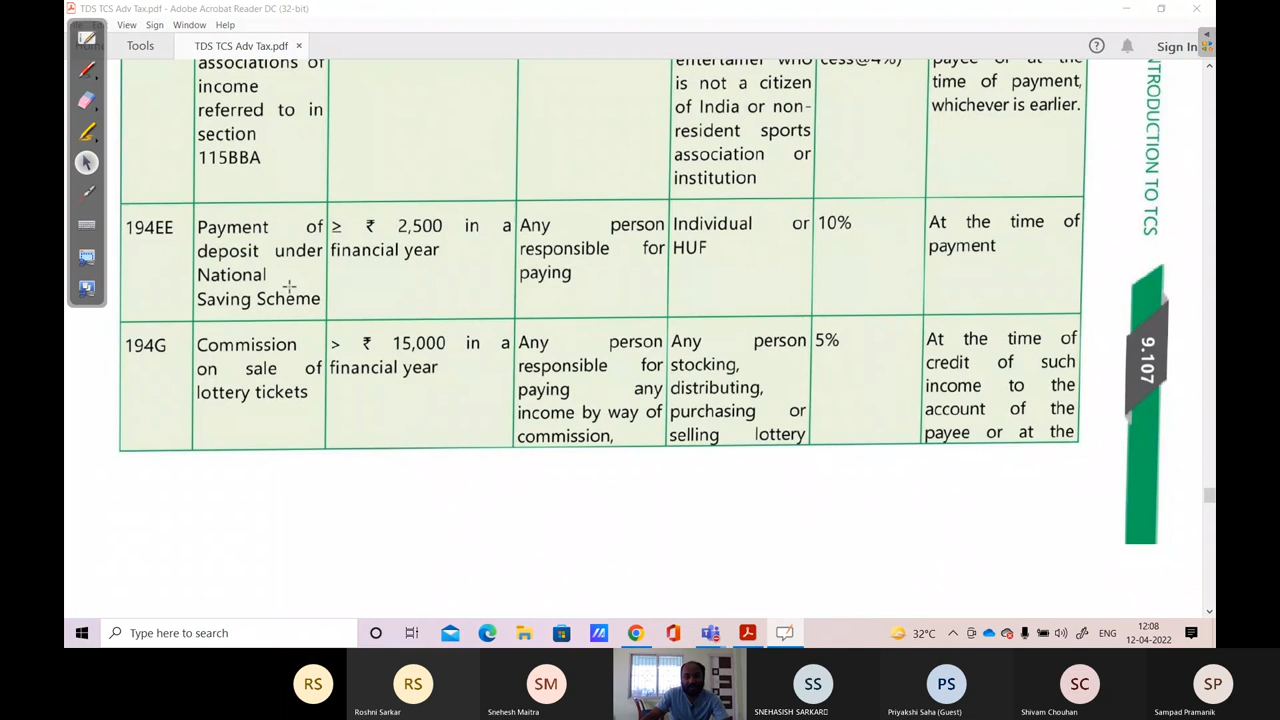 TDS TCS Adv Tax.pdf - Adobe Acrobat Reader DC (32-bit)
View Sign Window Help
Tools
TDS TCS Adv Tax.pdf ×
Sign In
associations of
income
referred to in
section
115BBA
entertainer who
is not a citizen
of India or non-
resident sports
association or
institution
cess@4%)
payee or at the
time of payment,
whichever is earlier.
194EE
Payment of
deposit under
National
Saving Scheme
≥ ₹ 2,500 in a
financial year
Any person
responsible for
paying
Individual or
HUF
10%
At the time of
payment
194G
Commission
on sale of
lottery tickets
> ₹ 15,000 in a
financial year
Any person
responsible for
paying any
income by way of
commission,
Any person
stocking,
distributing,
purchasing or
selling lottery
5%
At the time of
credit of such
income to the
account of the
payee or at the
NTRODUCTION TO TCS
9.107
Type here to search
32°C
ENG
12:08
12-04-2022
RS
RS
Roshni Sarkar
SM
Snehesh Maitra
SS
SNEHASISH SARKAR
PS
Priyakshi Saha (Guest)
SC
Shivam Chouhan
SP
Sampad Pramanik